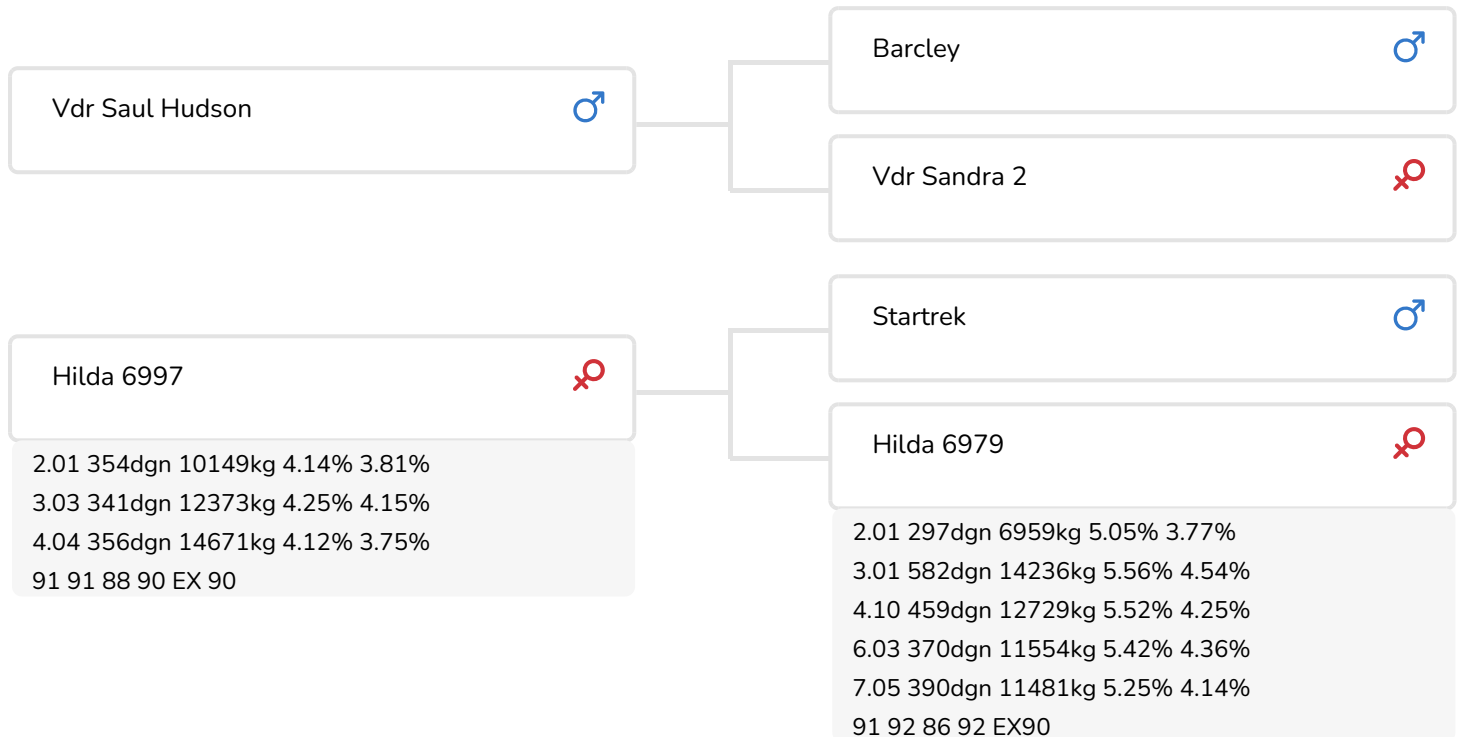 Vdr Saul Hudson
Barcley
Vdr Sandra 2
Hilda 6997
2.01 354dgn 10149kg 4.14% 3.81%
3.03 341dgn 12373kg 4.25% 4.15%
4.04 356dgn 14671kg 4.12% 3.75%
91 91 88 90 EX 90
Startrek
Hilda 6979
2.01 297dgn 6959kg 5.05% 3.77%
3.01 582dgn 14236kg 5.56% 4.54%
4.10 459dgn 12729kg 5.52% 4.25%
6.03 370dgn 11554kg 5.42% 4.36%
7.05 390dgn 11481kg 5.25% 4.14%
91 92 86 92 EX90